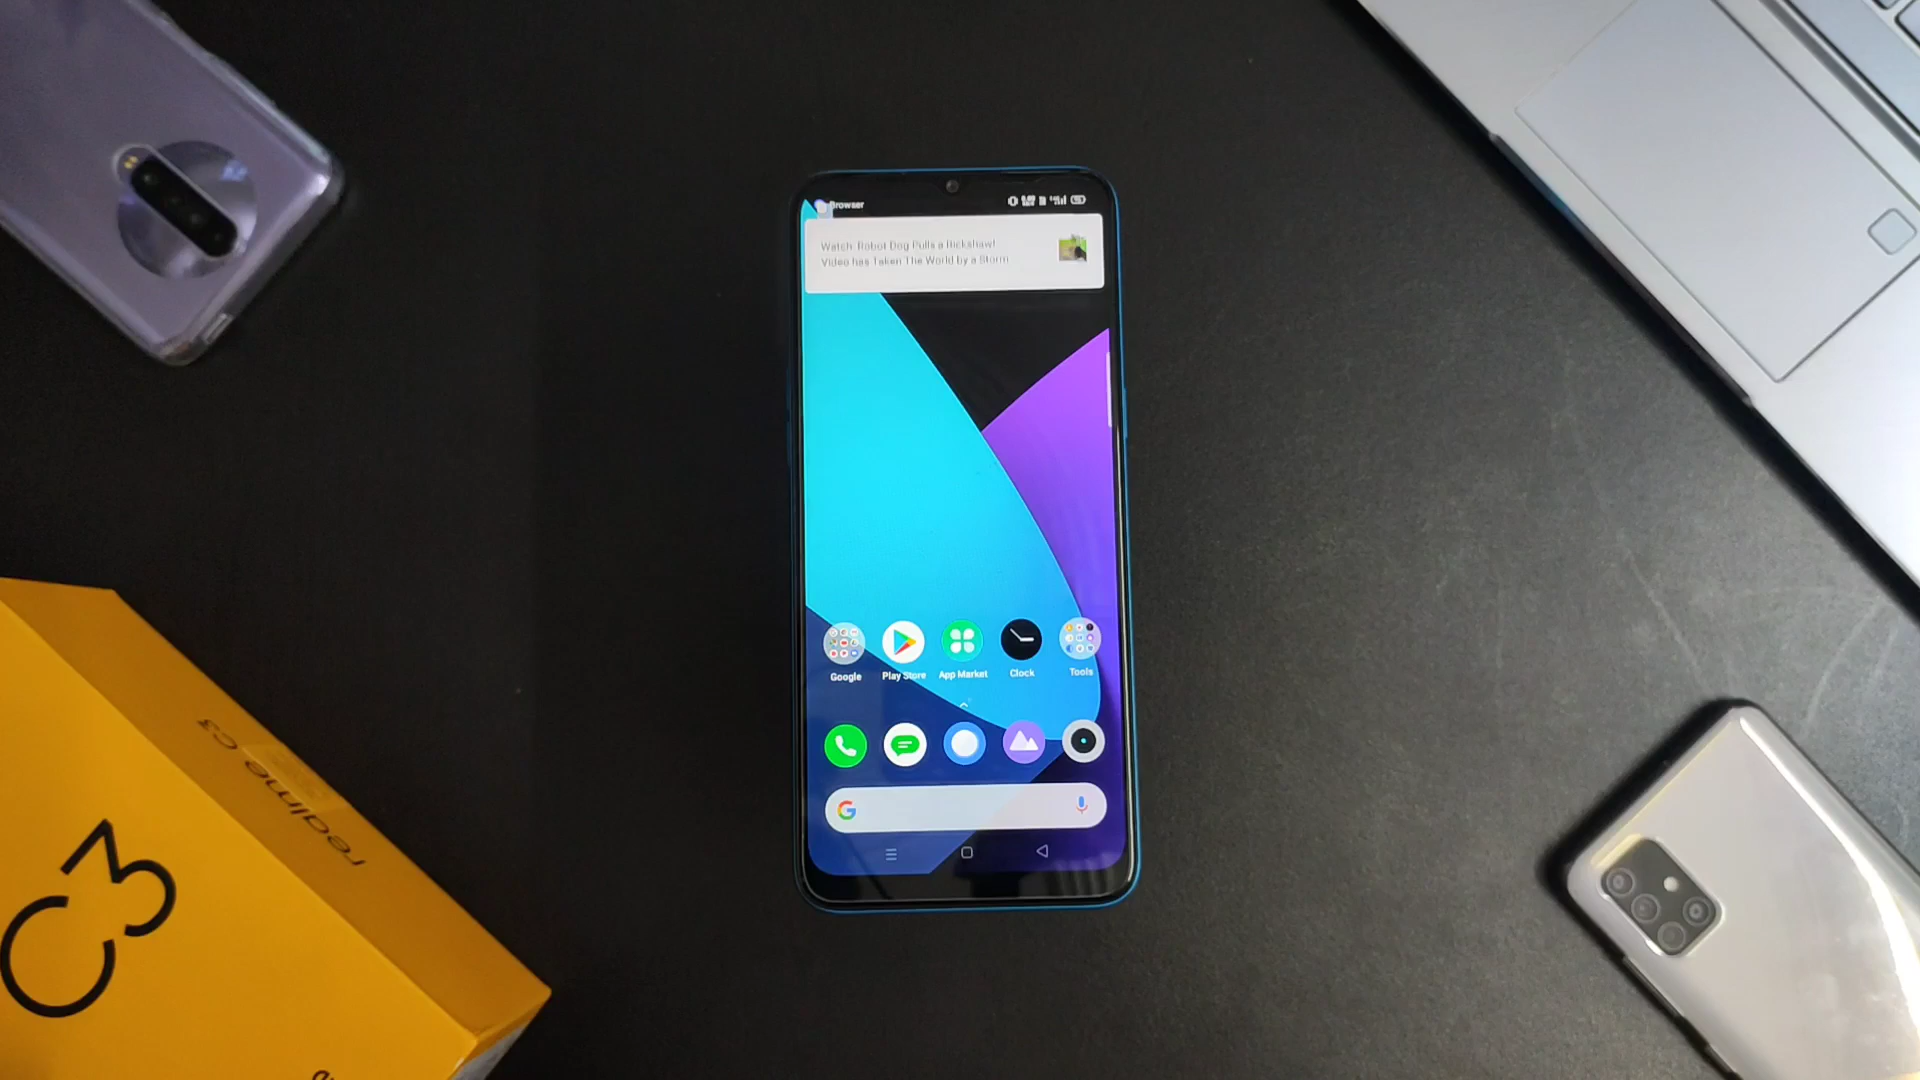 Browser
Watch: Robot Dog Pulls a Rickshaw!
Video has Taken The World by a Storm
Google
Play Store
App Market
Clock
Tools
realme C3
C3